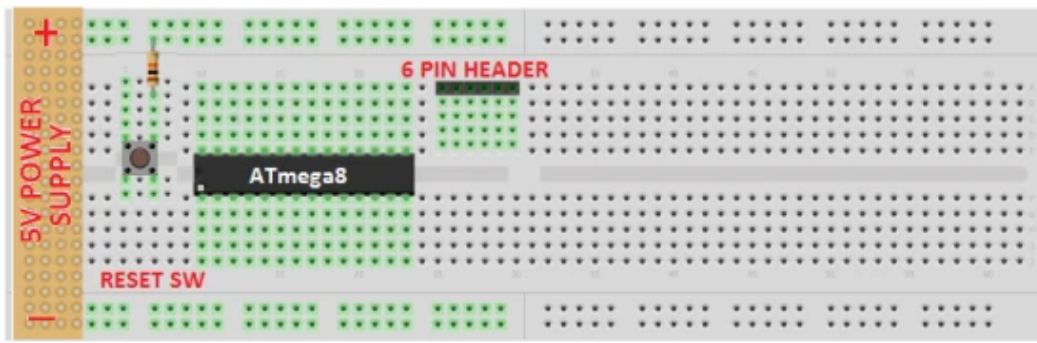 +
5V POWER
SUPPLY
−
6 PIN HEADER
ATmega8
RESET SW